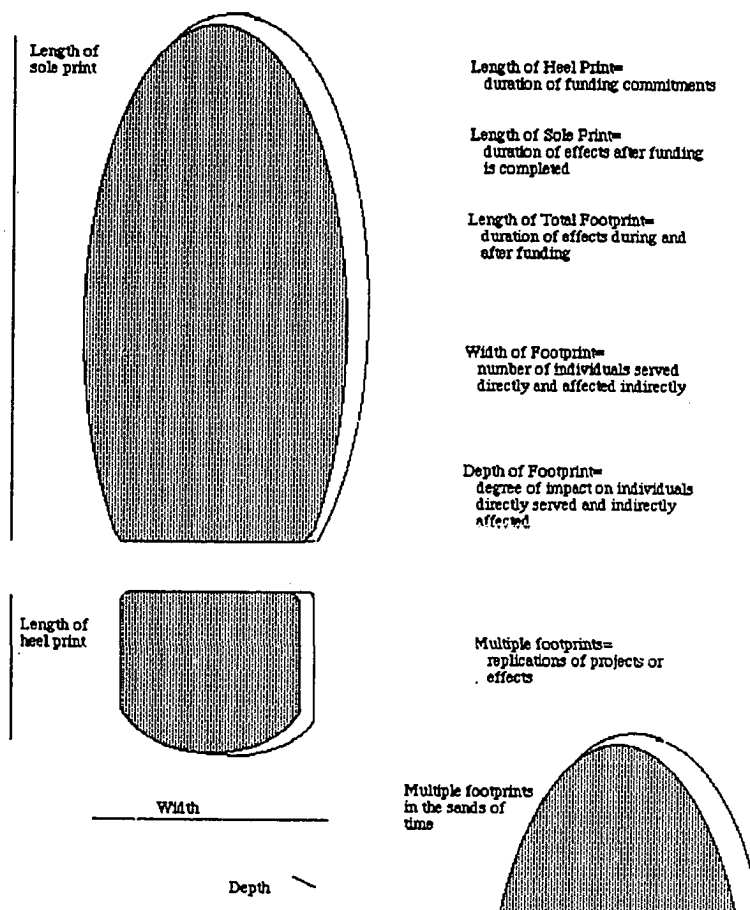 Length of
sole print
Length of Heel Print=
duration of funding commitments
Length of Sole Print=
duration of effects after funding
is completed
Length of Total Footprint=
duration of effects during and
after funding
Width of Footprint=
number of individuals served
directly and affected indirectly
Depth of Footprint=
degree of impact on individuals
directly served and indirectly
affected
Length of
heel print
Multiple footprints=
replications of projects or
effects
Multiple footprints
in the sands of
time
Width
Depth